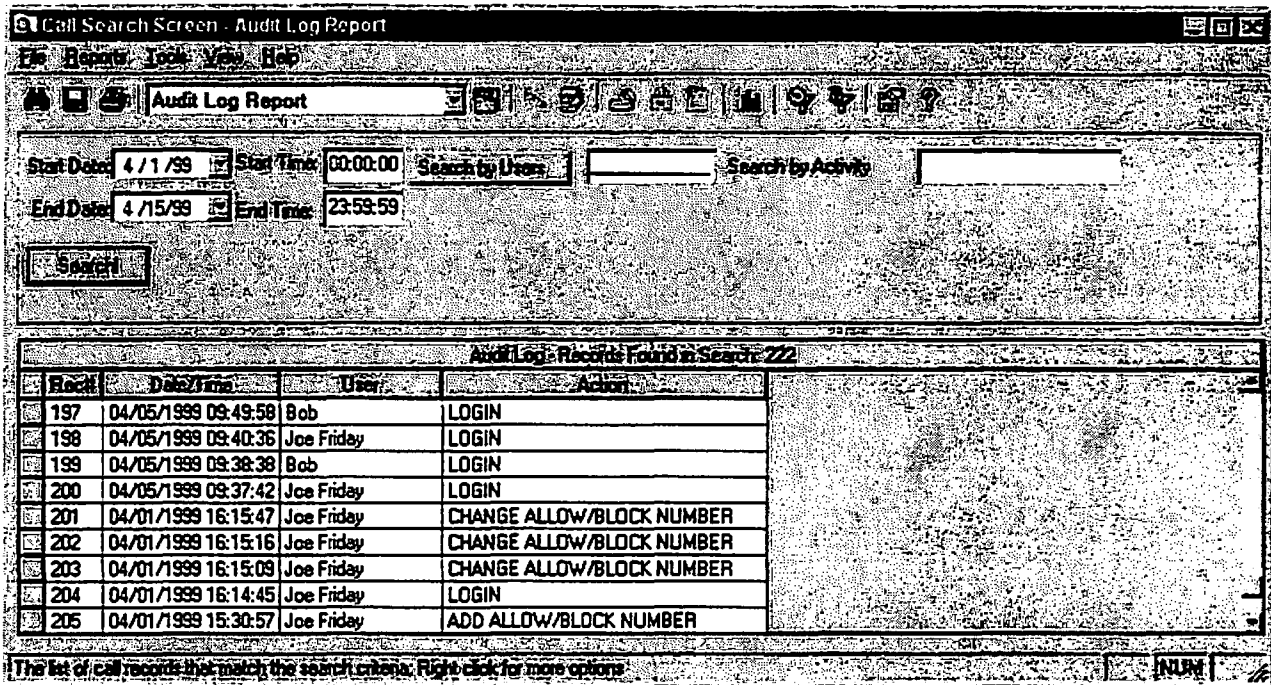 Call Search Screen - Audit Log Report
File Reports Tools View Help
Audit Log Report
Start Date: 4 /1 /99 Start Time: 00:00:00 Search by Users Search by Activity
End Date: 4 /15/99 End Time: 23:59:59
Search!
Audit Log - Records Found in Search: 222
Rec# Date/Time User Action
197 04/05/1999 09:49:58 Bob LOGIN
198 04/05/1999 09:40:36 Joe Friday LOGIN
199 04/05/1999 09:38:38 Bob LOGIN
200 04/05/1999 09:37:42 Joe Friday LOGIN
201 04/01/1999 16:15:47 Joe Friday CHANGE ALLOW/BLOCK NUMBER
202 04/01/1999 16:15:16 Joe Friday CHANGE ALLOW/BLOCK NUMBER
203 04/01/1999 16:15:09 Joe Friday CHANGE ALLOW/BLOCK NUMBER
204 04/01/1999 16:14:45 Joe Friday LOGIN
205 04/01/1999 15:30:57 Joe Friday ADD ALLOW/BLOCK NUMBER
The list of call records that match the search criteria; Right click for more options NUM